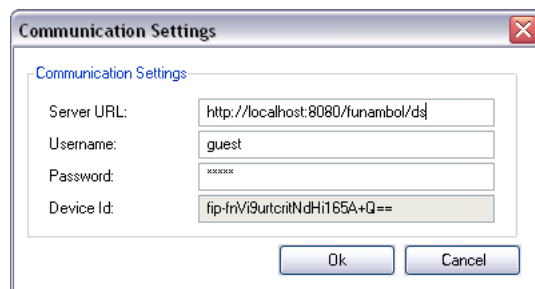 Communication Settings
Communication Settings
Server URL: http://localhost:8080/funambol/ds
Username: guest
Password: *****
Device Id: fip-fnVi9urtcritNdHi165A+Q==
Ok Cancel